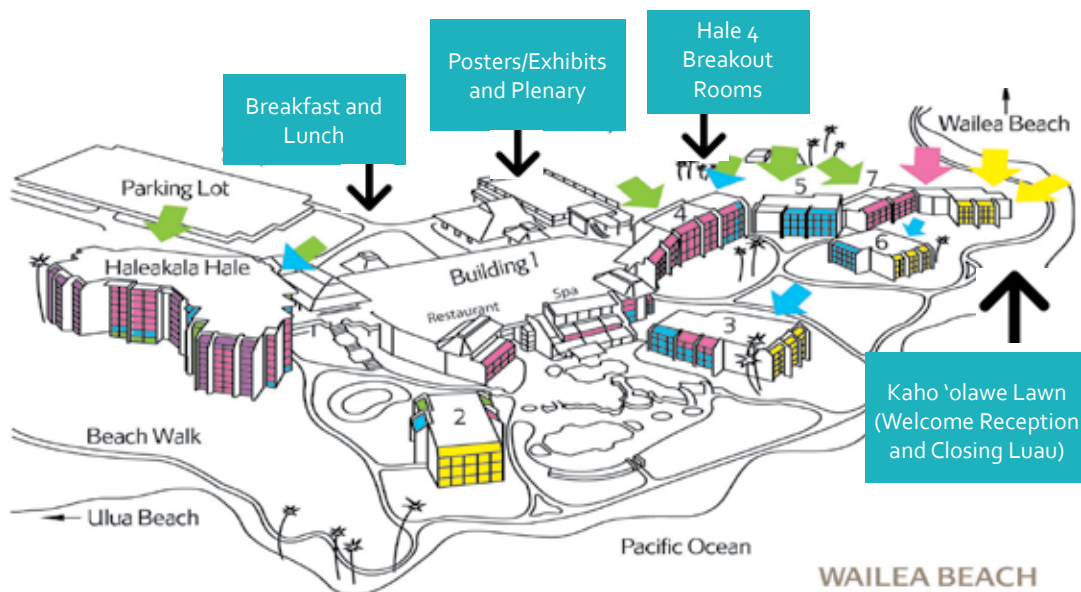 Hale 4
Breakout
Rooms
Posters/Exhibits
and Plenary
Breakfast and
Lunch
Wailea Beach
Parking Lot
5
7
4
6
Haleakala Hale
Building 1
Spa
Restaurant
3
2
Kaho ‘olawe Lawn
(Welcome Reception
and Closing Luau)
Beach Walk
Ulua Beach
Pacific Ocean
WAILEA BEACH